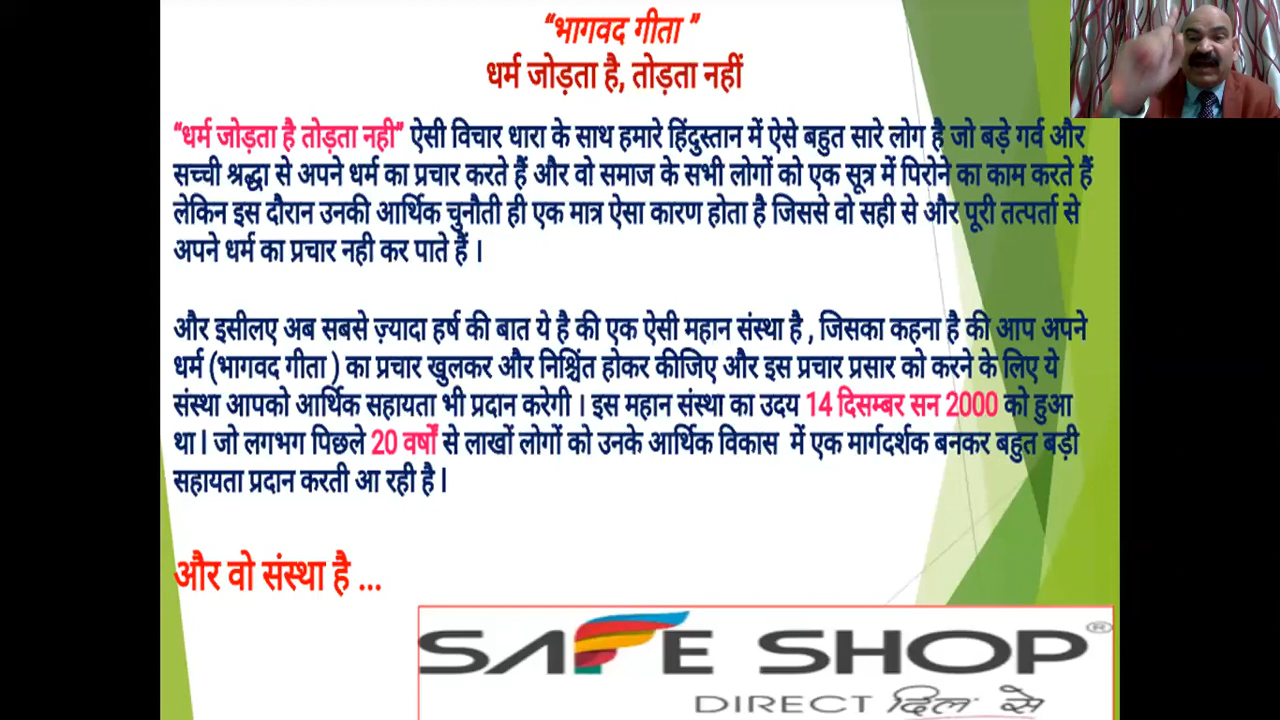 “भागवद गीता ”
धर्म जोड़ता है, तोड़ता नहीं
“धर्म जोड़ता है तोड़ता नही” ऐसी विचार धारा के साथ हमारे हिंदुस्तान में ऐसे बहुत सारे लोग है जो बड़े गर्व और
सच्ची श्रद्धा से अपने धर्म का प्रचार करते हैं और वो समाज के सभी लोगों को एक सूत्र में पिरोने का काम करते हैं
लेकिन इस दौरान उनकी आर्थिक चुनौती ही एक मात्र ऐसा कारण होता है जिससे वो सही से और पूरी तत्पर्ता से
अपने धर्म का प्रचार नही कर पाते हैं ।
और इसीलए अब सबसे ज़्यादा हर्ष की बात ये है की एक ऐसी महान संस्था है , जिसका कहना है की आप अपने
धर्म (भागवद गीता ) का प्रचार खुलकर और निश्चिंत होकर कीजिए और इस प्रचार प्रसार को करने के लिए ये
संस्था आपको आर्थिक सहायता भी प्रदान करेगी । इस महान संस्था का उदय 14 दिसम्बर सन 2000 को हुआ
था l जो लगभग पिछले 20 वर्षों से लाखों लोगों को उनके आर्थिक विकास में एक मार्गदर्शक बनकर बहुत बड़ी
सहायता प्रदान करती आ रही है l
और वो संस्था है ...
SAFE SHOP ®
DIRECT दिल से